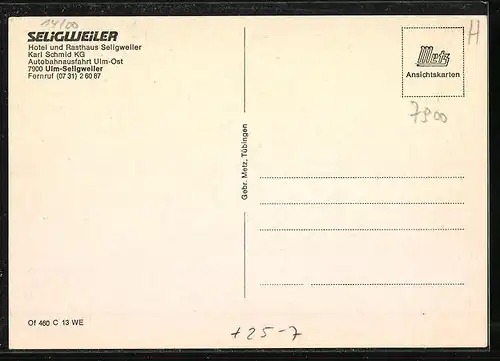 14/00
SELIGWEILER
Hotel und Rasthaus Seligweiler
Karl Schmid KG
Autobahnausfahrt Ulm-Ost
7900 Ulm-Seligweiler
Fernruf (07 31) 2 60 87
H
Metz
Ansichtskarten
7900
Gebr. Metz, Tübingen
Of 460 C 13 WE
+25-7